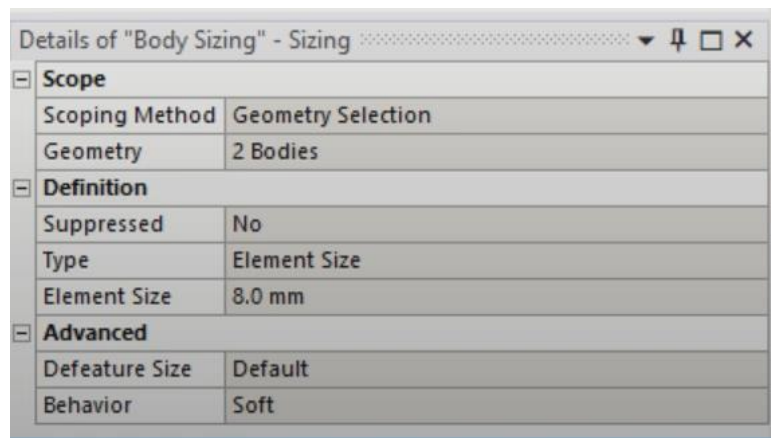 Details of "Body Sizing" - Sizing
Scope
Scoping Method Geometry Selection
Geometry 2 Bodies
Definition
Suppressed No
Type Element Size
Element Size 8.0 mm
Advanced
Defeature Size Default
Behavior Soft